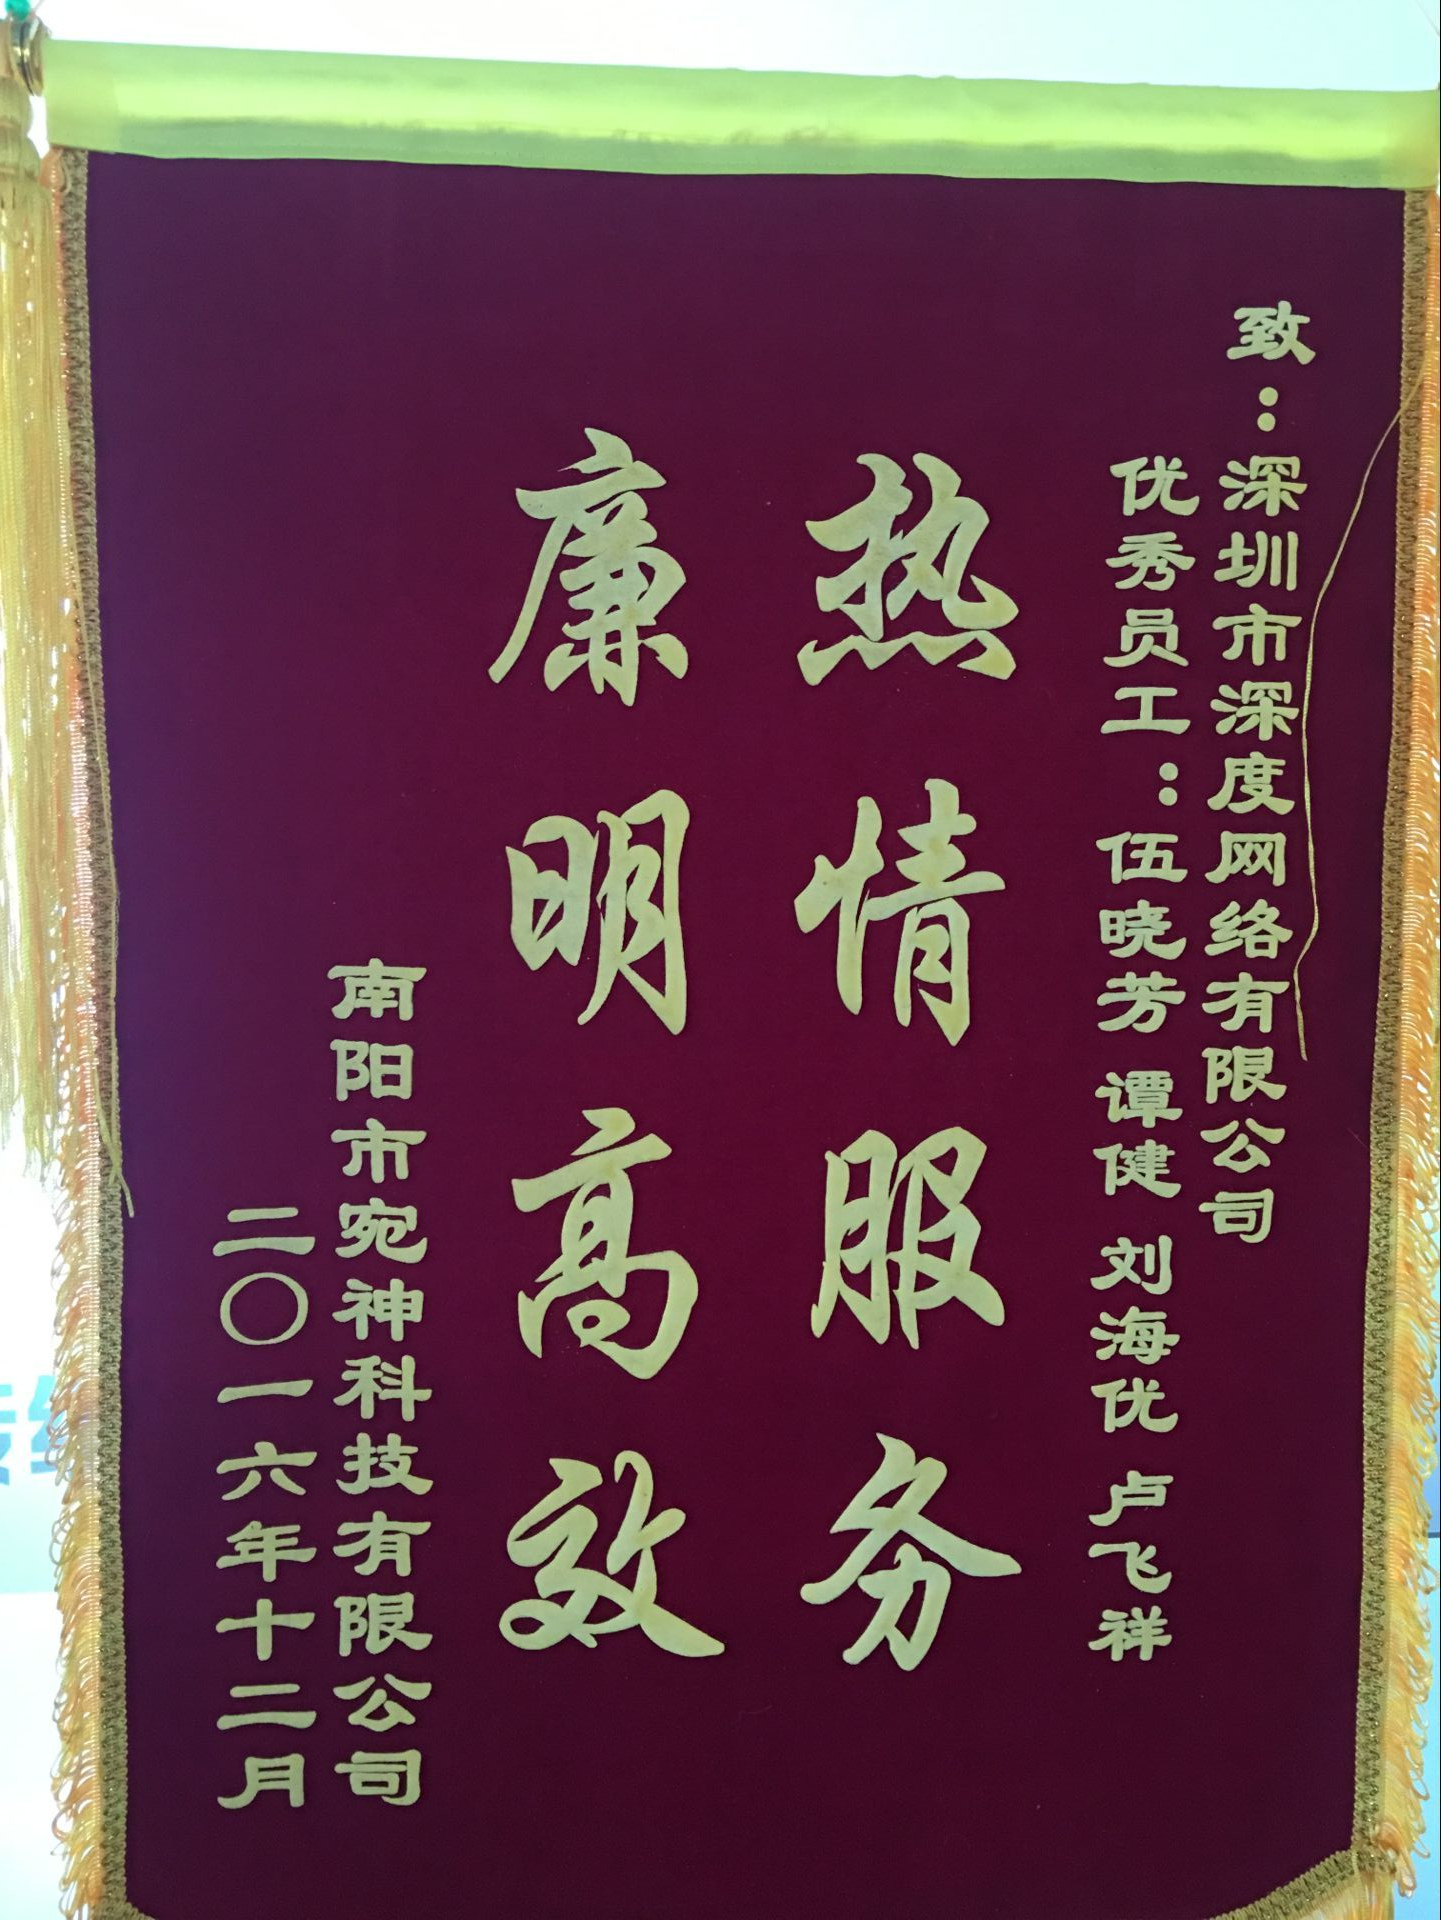 致：深圳市深度网络有限公司
优秀员工：伍晓芳 谭健 刘海优 卢飞祥
热情服务
廉明高效
南阳市宛神科技有限公司
二〇一六年十二月